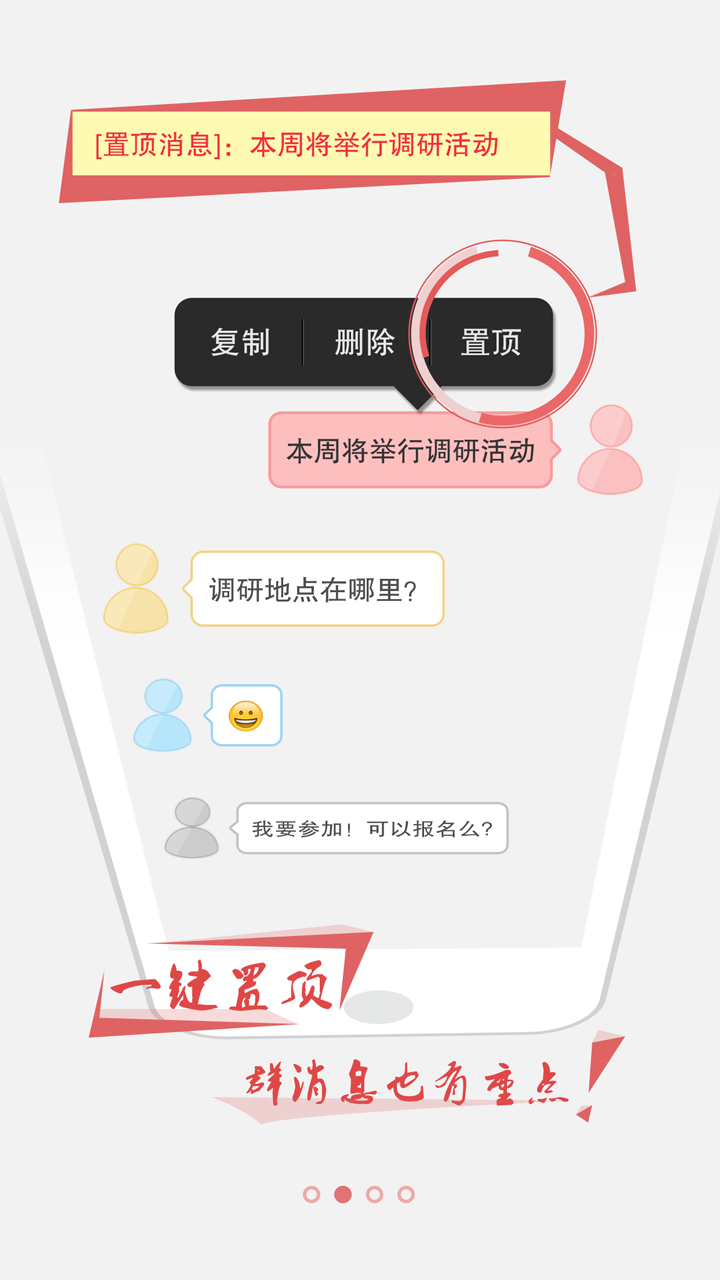 [置顶消息]：本周将举行调研活动
复制 删除 置顶
本周将举行调研活动
调研地点在哪里？
我要参加！可以报名么？
一键置顶
群消息也有重点！